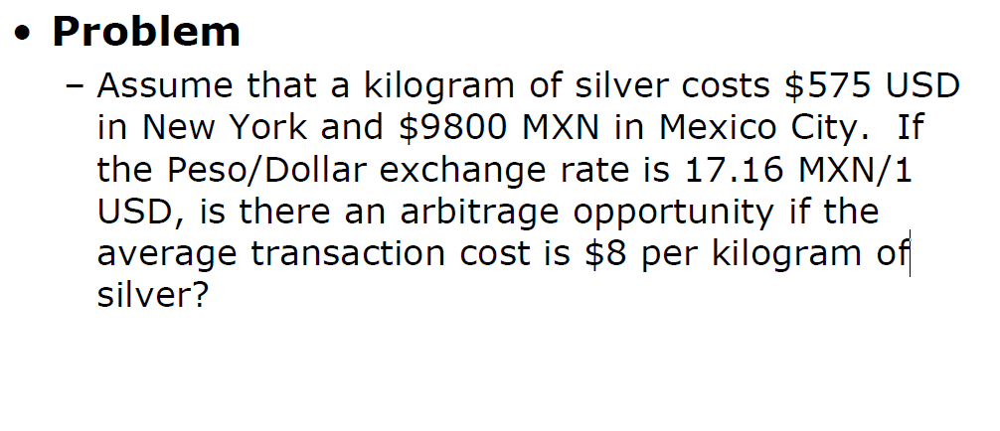 • Problem
– Assume that a kilogram of silver costs $575 USD
in New York and $9800 MXN in Mexico City.  If
the Peso/Dollar exchange rate is 17.16 MXN/1
USD, is there an arbitrage opportunity if the
average transaction cost is $8 per kilogram of
silver?